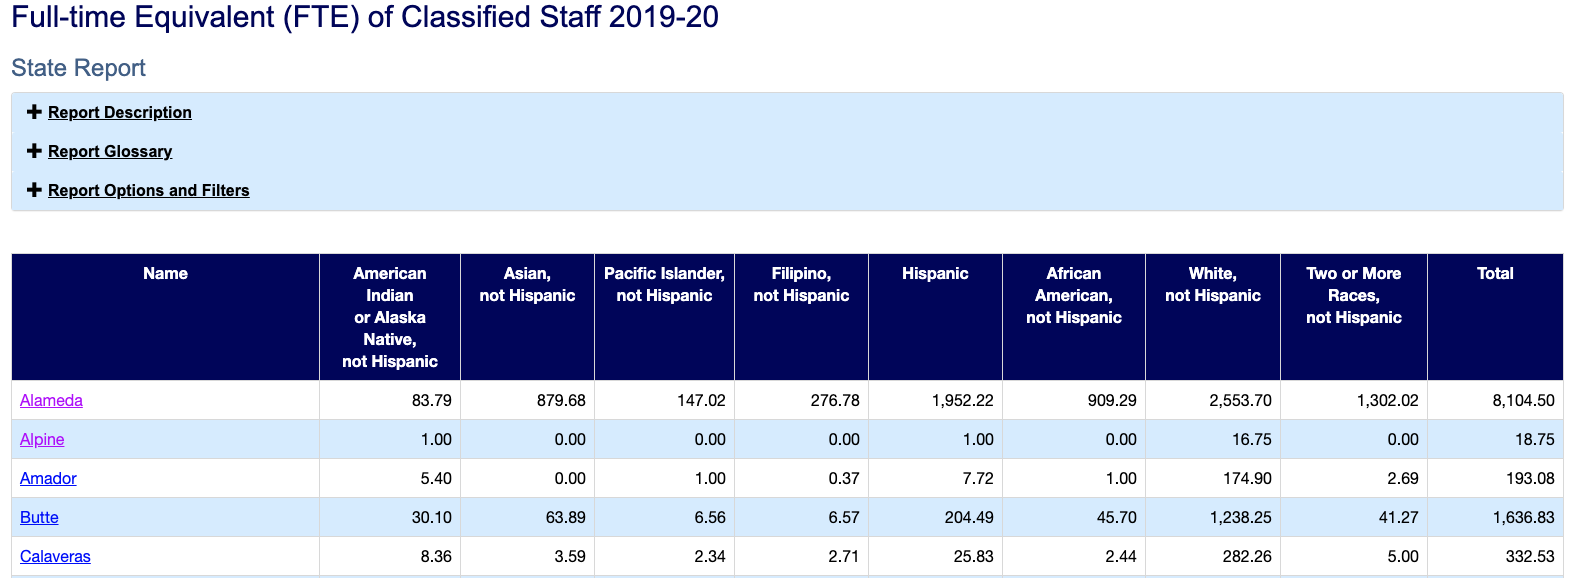 Full-time Equivalent (FTE) of Classified Staff 2019-20
State Report
Report Description
Report Glossary
Report Options and Filters
Name American Indian or Alaska Native, not Hispanic Asian, not Hispanic Pacific Islander, not Hispanic Filipino, not Hispanic Hispanic African American, not Hispanic White, not Hispanic Two or More Races, not Hispanic Total
Alameda 83.79 879.68 147.02 276.78 1,952.22 909.29 2,553.70 1,302.02 8,104.50
Alpine 1.00 0.00 0.00 0.00 1.00 0.00 16.75 0.00 18.75
Amador 5.40 0.00 1.00 0.37 7.72 1.00 174.90 2.69 193.08
Butte 30.10 63.89 6.56 6.57 204.49 45.70 1,238.25 41.27 1,636.83
Calaveras 8.36 3.59 2.34 2.71 25.83 2.44 282.26 5.00 332.53